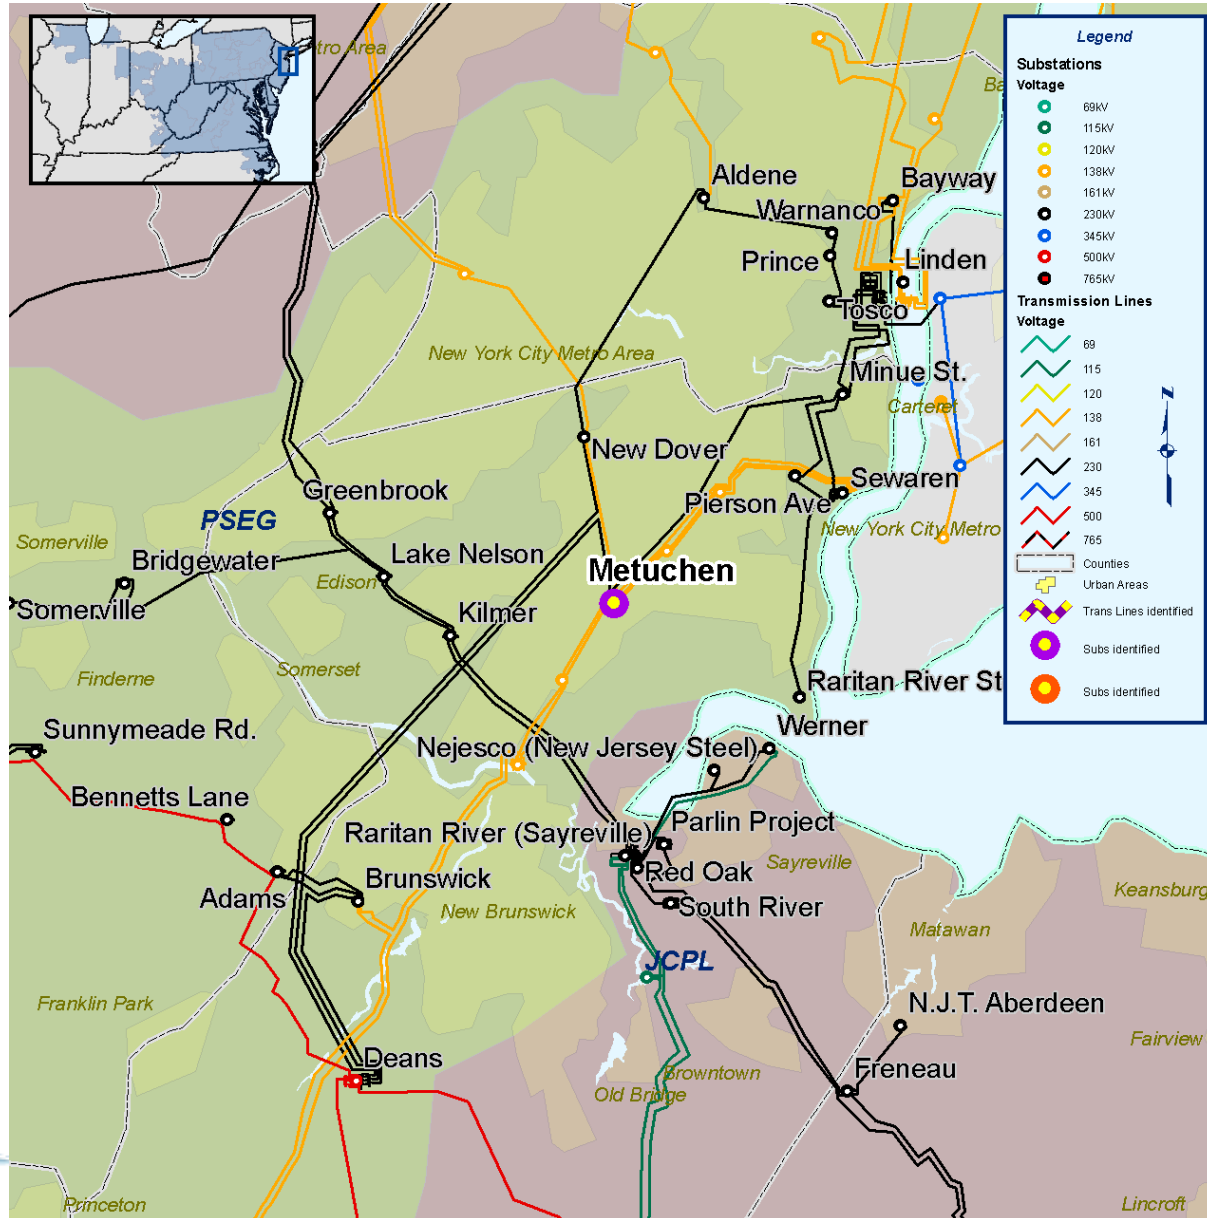 tro Area
Legend
Substations
Voltage
69kV
115kV
120kV
138kV
161kV
230kV
345kV
500kV
765kV
Transmission Lines
Voltage
69
115
120
138
161
230
345
500
765
Counties
Urban Areas
Trans Lines identified
Subs identified
Subs identified
Ba
Aldene
Bayway
Warnanco
Prince
Linden
Tosco
New York City Metro Area
Minue St.
Carteret
New Dover
Greenbrook
Pierson Ave
Sewaren
PSEG
New York City Metro
Somerville
Bridgewater
Lake Nelson
Edison
Metuchen
Somerville
Kilmer
Finderne
Somerset
Raritan River St
Sunnymeade Rd.
Werner
Nejesco (New Jersey Steel)
Bennetts Lane
Parlin Project
Raritan River (Sayreville)
Sayreville
Red Oak
Adams
Brunswick
Keansburg
New Brunswick
South River
Matawan
JCPL
Franklin Park
N.J.T. Aberdeen
Fairview
Deans
Freneau
Browntown
Old Bridge
Princeton
Lincroft